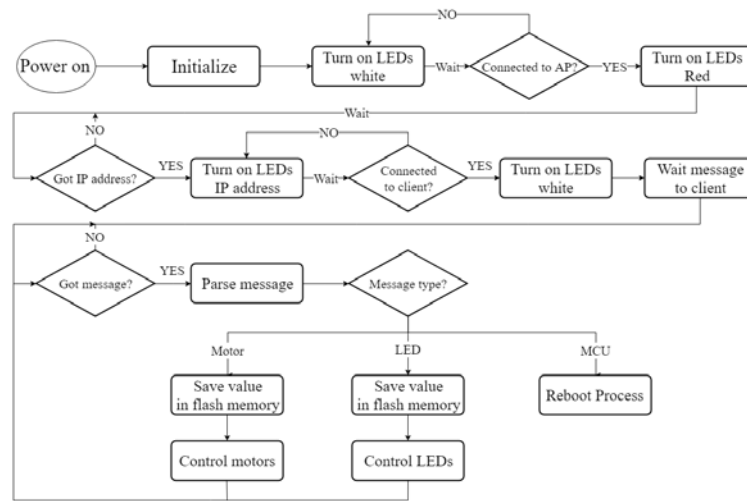 NO
Power on
Initialize
Turn on LEDs
white
Wait
Connected to AP?
YES
Turn on LEDs
Red
Wait
NO
NO
Got IP address?
YES
Turn on LEDs
IP address
Wait
Connected
to client?
YES
Turn on LEDs
white
Wait message
to client
NO
Got message?
YES
Parse message
Message type?
Motor
LED
MCU
Save value
in flash memory
Save value
in flash memory
Reboot Process
Control motors
Control LEDs